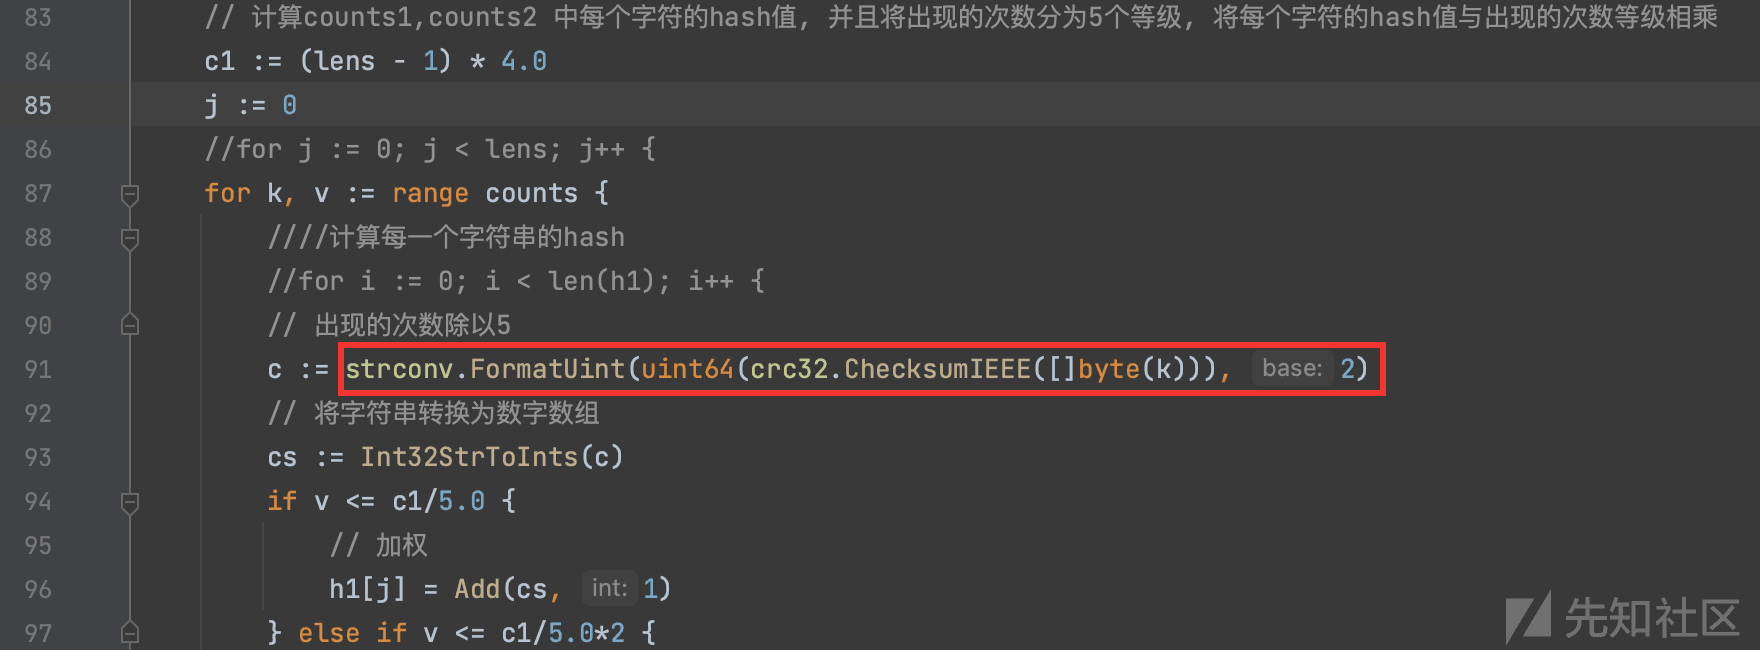 83 // 计算counts1,counts2 中每个字符的hash值, 并且将出现的次数分为5个等级, 将每个字符的hash值与出现的次数等级相乘
84 c1 := (lens - 1) * 4.0
85 j := 0
86 //for j := 0; j < lens; j++ {
87 for k, v := range counts {
88 ////计算每一个字符串的hash
89 //for i := 0; i < len(h1); i++ {
90 // 出现的次数除以5
91 c := strconv.FormatUint(uint64(crc32.ChecksumIEEE([]byte(k))), base: 2)
92 // 将字符串转换为数字数组
93 cs := Int32StrToInts(c)
94 if v <= c1/5.0 {
95 // 加权
96 h1[j] = Add(cs, int: 1)
97 } else if v <= c1/5.0*2 {
先知社区